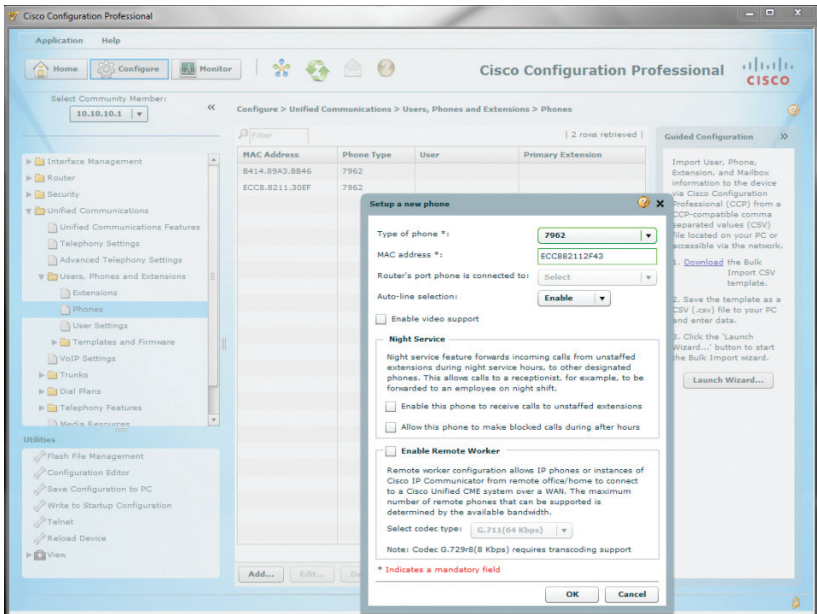 Cisco Configuration Professional
Application Help
Home Configure Monitor
Cisco Configuration Professional
CISCO
Select Community Member:
10.10.10.1
Configure > Unified Communications > Users, Phones and Extensions > Phones
Filter
| 2 rows retrieved |
MAC Address Phone Type User Primary Extension
B414.89A3.8B46 7962
ECC8.8211.30EF 7962
Interface Management
Router
Security
Unified Communications
Unified Communications Features
Telephony Settings
Advanced Telephony Settings
Users, Phones and Extensions
Extensions
Phones
User Settings
Templates and Firmware
VoIP Settings
Trunks
Dial Plans
Telephony Features
Media Resources
Utilities
Flash File Management
Configuration Editor
Save Configuration to PC
Write to Startup Configuration
Telnet
Reload Device
View
Setup a new phone
Type of phone *: 7962
MAC address *: ECC882112F43
Router's port phone is connected to: Select
Auto-line selection: Enable
Enable video support
Night Service
Night service feature forwards incoming calls from unstaffed
extensions during night service hours, to other designated
phones. This allows calls to a receptionist, for example, to be
forwarded to an employee on night shift.
Enable this phone to receive calls to unstaffed extensions
Allow this phone to make blocked calls during after hours
Enable Remote Worker
Remote worker configuration allows IP phones or instances of
Cisco IP Communicator from remote office/home to connect
to a Cisco Unified CME system over a WAN. The maximum
number of remote phones that can be supported is
determined by the available bandwidth.
Select codec type: G.711(64 Kbps)
Note: Codec G.729r8(8 Kbps) requires transcoding support
* Indicates a mandatory field
OK Cancel
Add... Edit...
Guided Configuration
Import User, Phone,
Extension, and Mailbox
information to the device
via Cisco Configuration
Professional (CCP) from a
CCP-compatible comma
separated values (CSV)
file located on your PC or
accessible via the network.
1. Download the Bulk
Import CSV
template.
2. Save the template as a
CSV (.csv) file to your PC
and enter data.
3. Click the 'Launch
Wizard...' button to start
the Bulk Import wizard.
Launch Wizard...